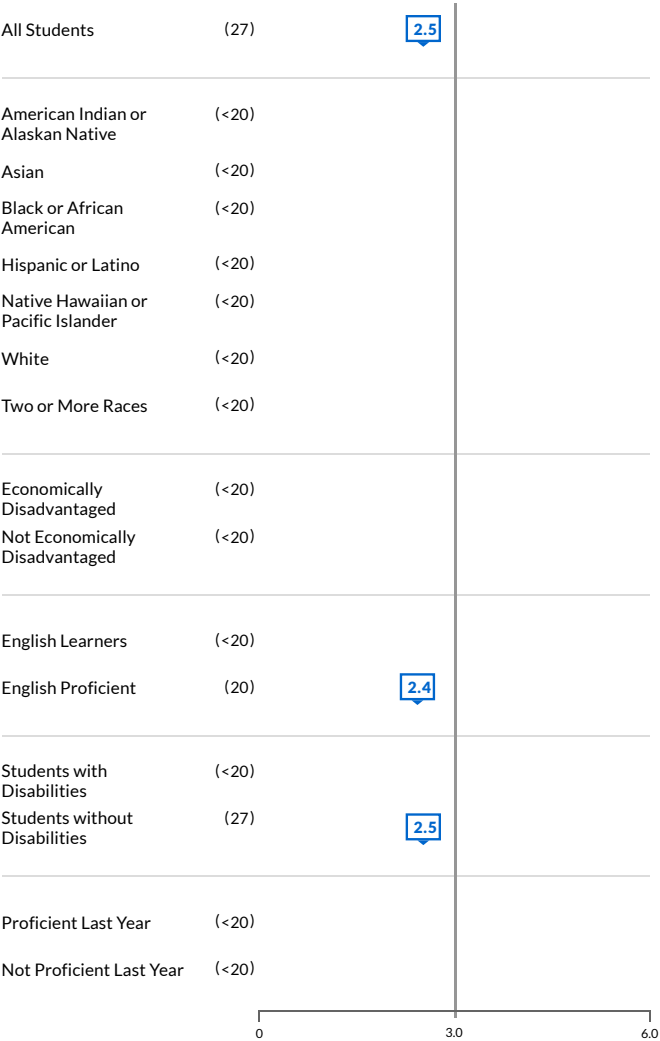 All Students (27) 2.5
American Indian or (<20)
Alaskan Native
Asian (<20)
Black or African (<20)
American
Hispanic or Latino (<20)
Native Hawaiian or (<20)
Pacific Islander
White (<20)
Two or More Races (<20)
Economically (<20)
Disadvantaged
Not Economically (<20)
Disadvantaged
English Learners (<20)
English Proficient (20) 2.4
Students with (<20)
Disabilities
Students without (27) 2.5
Disabilities
Proficient Last Year (<20)
Not Proficient Last Year (<20)
0 3.0 6.0